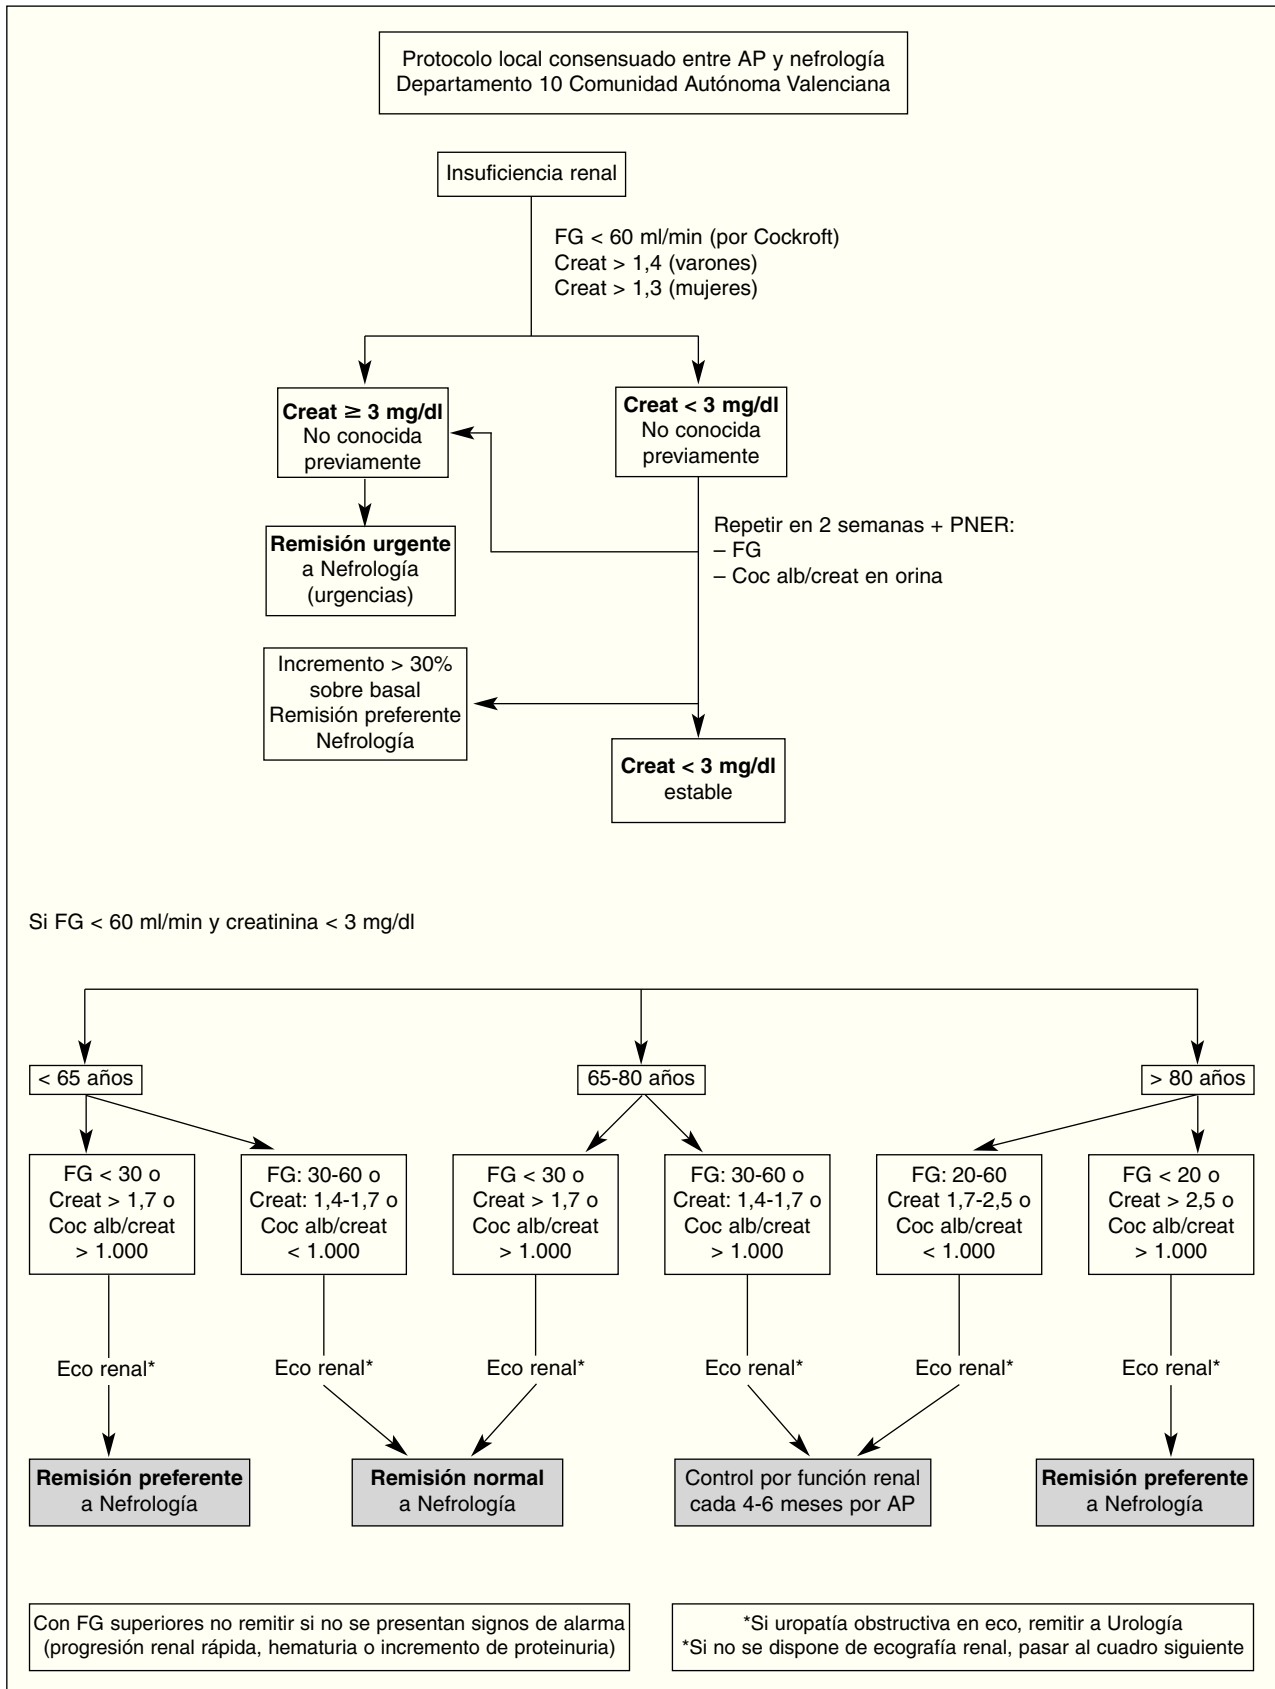 Protocolo local consensuado entre AP y nefrología
Departamento 10 Comunidad Autónoma Valenciana
Insuficiencia renal
FG < 60 ml/min (por Cockroft)
Creat > 1,4 (varones)
Creat > 1,3 (mujeres)
Creat ≥ 3 mg/dl
No conocida
previamente
Creat < 3 mg/dl
No conocida
previamente
Remisión urgente
a Nefrología
(urgencias)
Repetir en 2 semanas + PNER:
– FG
– Coc alb/creat en orina
Incremento > 30%
sobre basal
Remisión preferente
Nefrología
Creat < 3 mg/dl
estable
Si FG < 60 ml/min y creatinina < 3 mg/dl
< 65 años
65-80 años
> 80 años
FG < 30 o
Creat > 1,7 o
Coc alb/creat
> 1.000
FG: 30-60 o
Creat: 1,4-1,7 o
Coc alb/creat
< 1.000
FG < 30 o
Creat > 1,7 o
Coc alb/creat
> 1.000
FG: 30-60 o
Creat: 1,4-1,7 o
Coc alb/creat
> 1.000
FG: 20-60
Creat 1,7-2,5 o
Coc alb/creat
< 1.000
FG < 20 o
Creat > 2,5 o
Coc alb/creat
> 1.000
Eco renal*
Eco renal*
Eco renal*
Eco renal*
Eco renal*
Eco renal*
Remisión preferente
a Nefrología
Remisión normal
a Nefrología
Control por función renal
cada 4-6 meses por AP
Remisión preferente
a Nefrología
Con FG superiores no remitir si no se presentan signos de alarma
(progresión renal rápida, hematuria o incremento de proteinuria)
*Si uropatía obstructiva en eco, remitir a Urología
*Si no se dispone de ecografía renal, pasar al cuadro siguiente